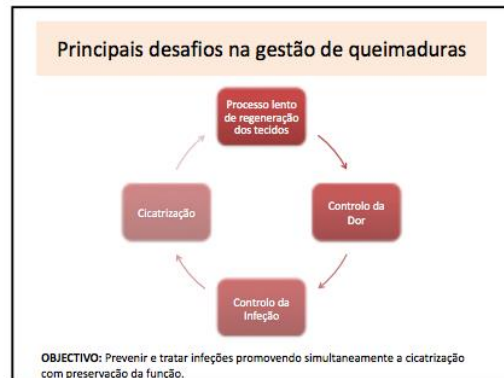 Principais desafios na gestão de queimaduras
Processo lento
de regeneração
dos tecidos
Cicatrização
Controlo da
Dor
Controlo da
Infeção
OBJECTIVO: Prevenir e tratar infeções promovendo simultaneamente a cicatrização
com preservação da função.